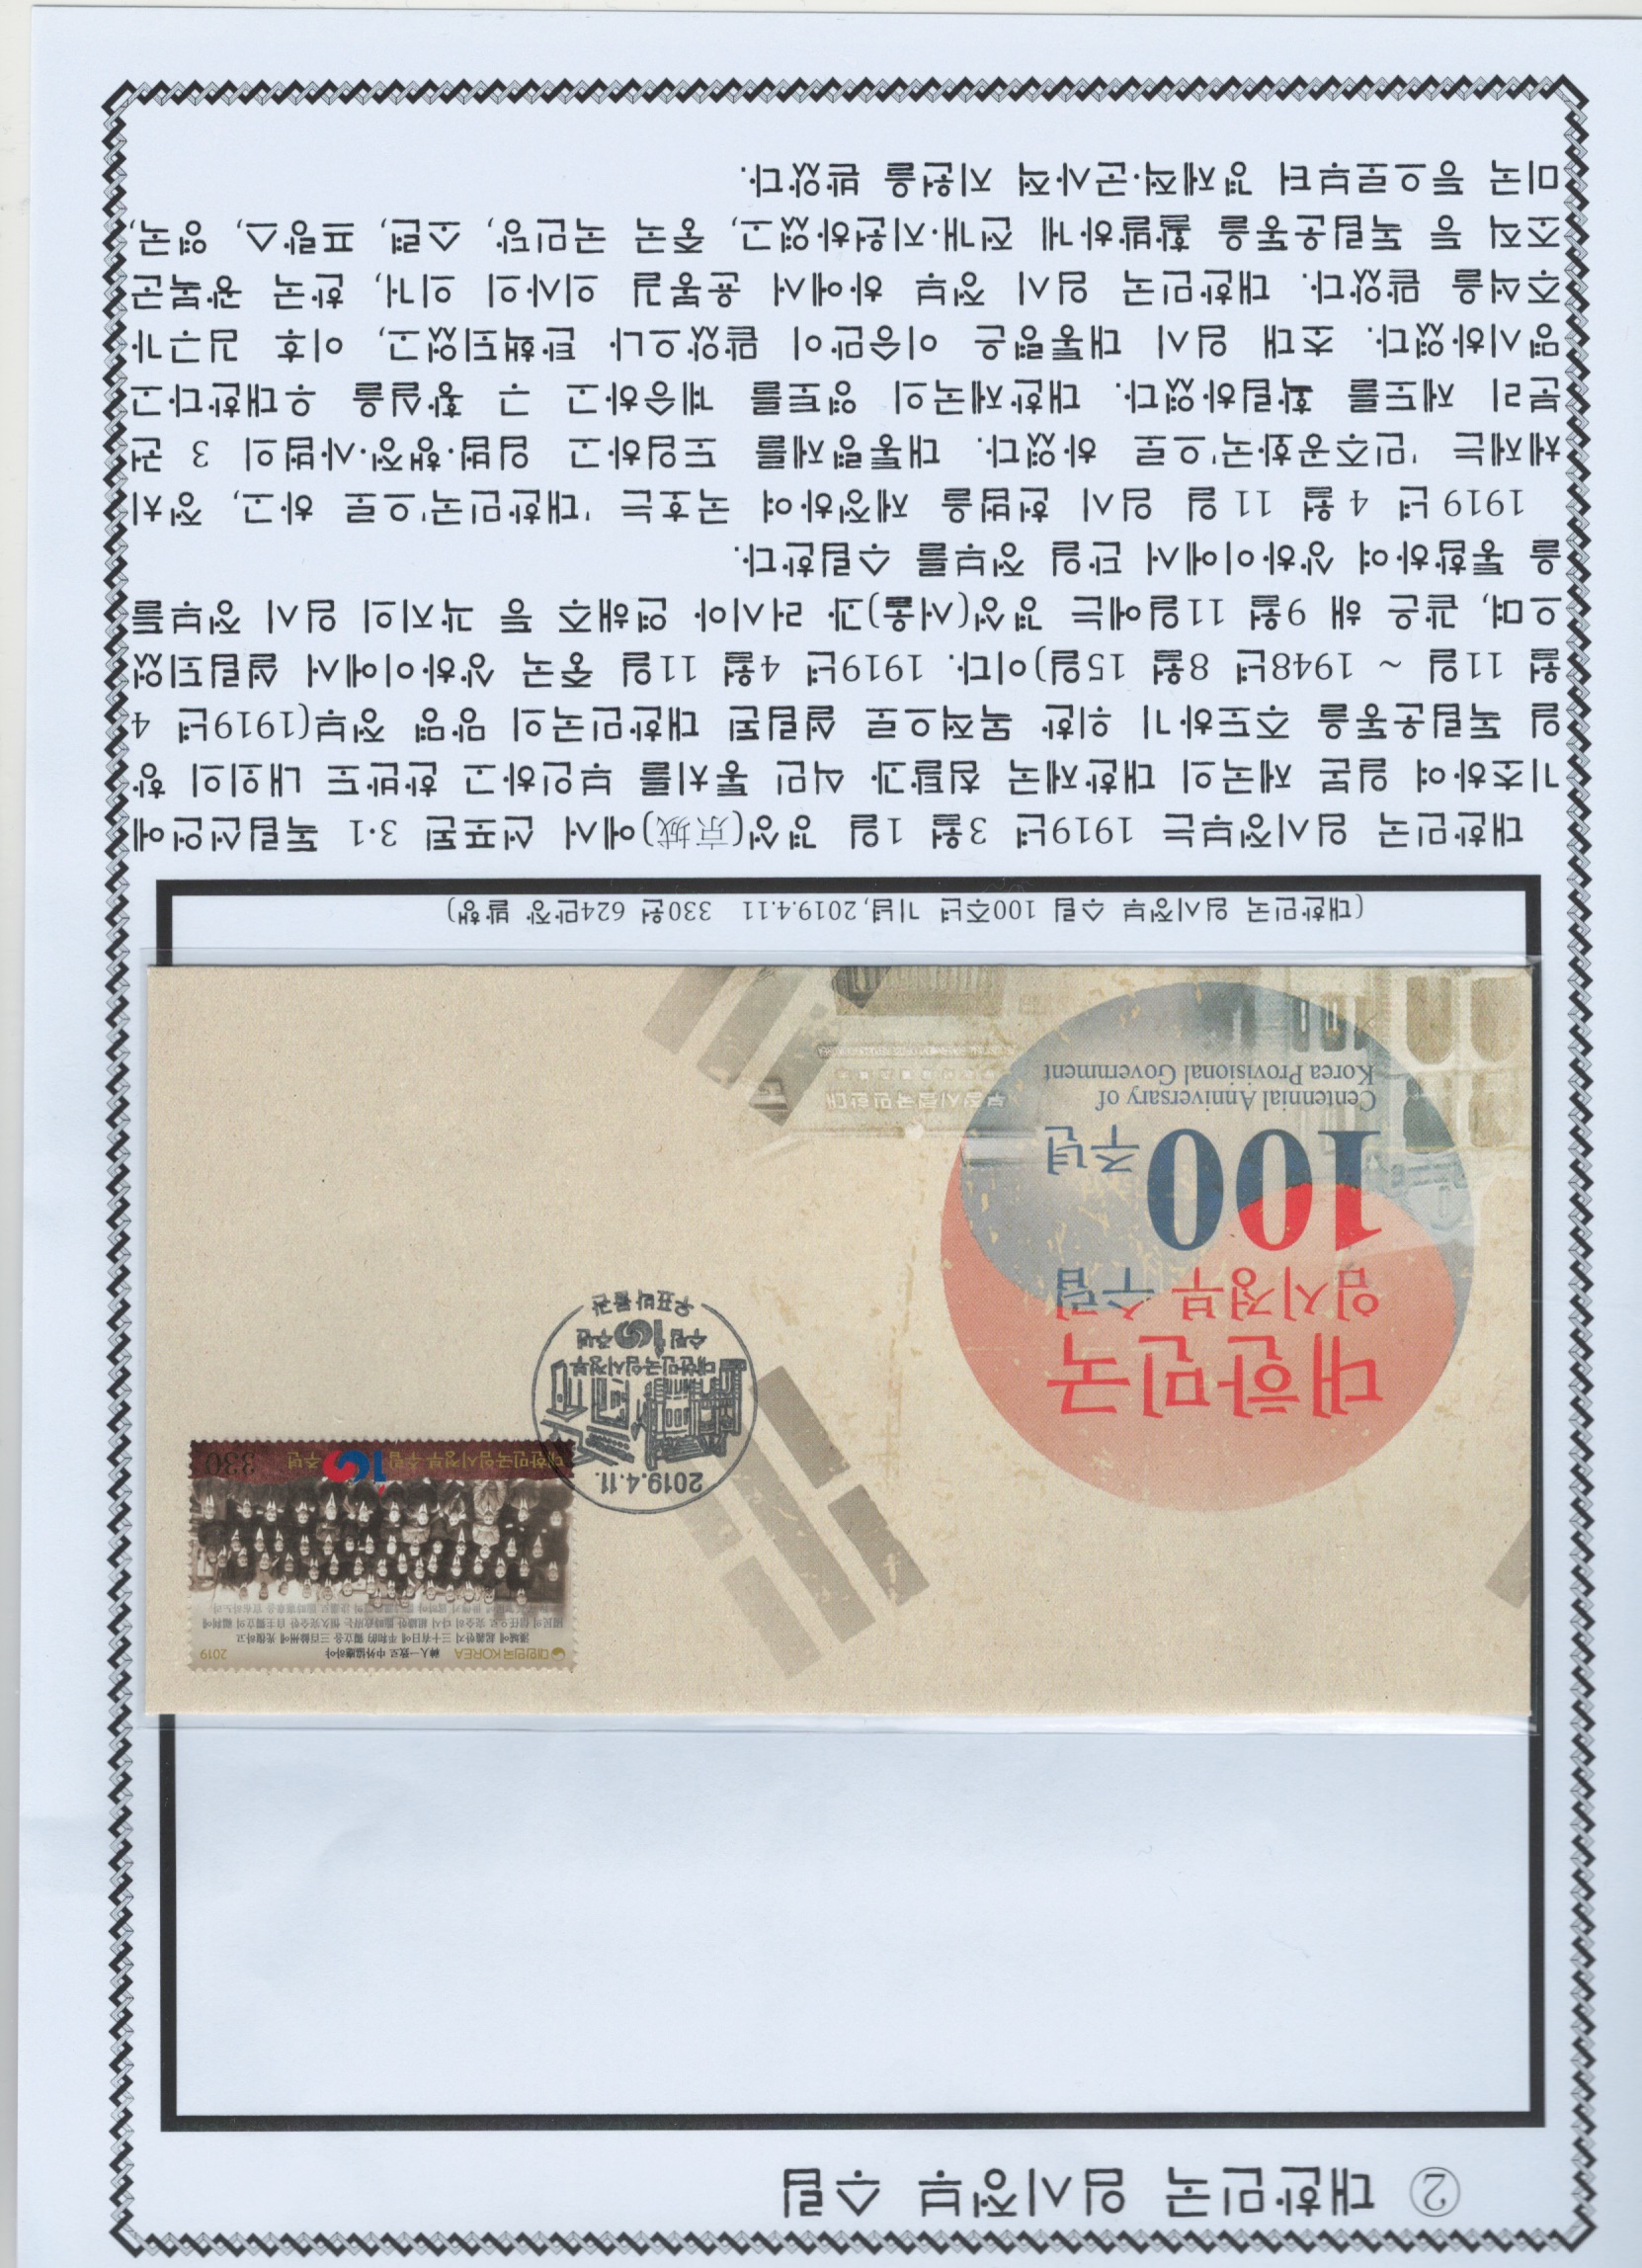 ② 대한민국 임시정부 수립
대한민국 KOREA 神人一致로 中外協應하야 2019
漢城에 起義한지 三十有日에 平和的 獨立을 三百餘州에 光復하고
國民의 信任으로 完全히 다시 組織한 臨時政府는 恒久完全한 自主獨立의 福利에
대한민국임시정부 수립 100 주년 330
2019.4.11.
대한민국임시정부
수립 100 주년
우표박물관
대한민국
임시정부 수립
100주년
Centennial Anniversary of
Korea Provisional Government
대한민국임시정부
(대한민국 임시정부 수립 100주년 기념, 2019.4.11 330원 624만장 발행)
대한민국 임시정부는 1919년 3월 1일 경성(京城)에서 선포된 3·1 독립선언에
기초하여 일본 제국의 대한제국 침탈과 식민 통치를 부인하고 한반도 내외의 항
일 독립운동을 주도하기 위한 목적으로 설립된 대한민국의 망명 정부(1919년 4
월 11일 ~ 1948년 8월 15일)이다. 1919년 4월 11일 중국 상하이에서 설립되었
으며, 같은 해 9월 11일에는 경성(서울)과 러시아 연해주 등 각지의 임시 정부들
을 통합하여 상하이에서 단일 정부를 수립한다.
1919년 4월 11일 임시 헌법을 제정하여 국호는 '대한민국'으로 하고, 정치
체제는 '민주공화국'으로 하였다. 대통령제를 도입하고 입법·행정·사법의 3권
분리 제도를 확립하였다. 대한제국의 영토를 계승하고 구 황실을 우대한다고
명시하였다. 초대 임시 대통령은 이승만이 맡았으나 탄핵되었고, 이후 김구가
주석을 맡았다. 대한민국 임시 정부 하에서 윤봉길 의사의 의거, 한국 광복군
조직 등 독립운동을 활발하게 전개·지원하였고, 중국 국민당, 소련, 프랑스, 영국,
미국 등으로부터 경제적·군사적 지원을 받았다.